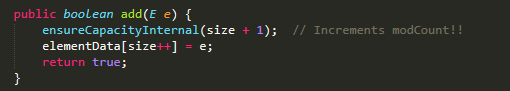 public boolean add(E e) {
    ensureCapacityInternal(size + 1);  // Increments modCount!!
    elementData[size++] = e;
    return true;
}